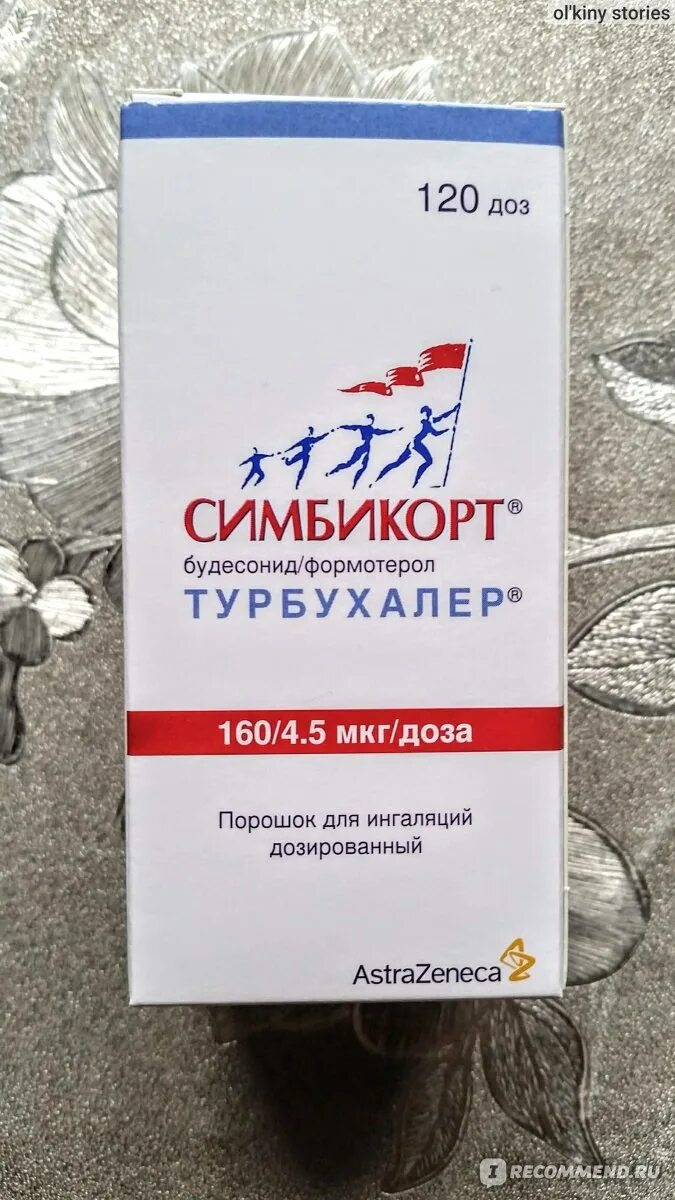 ol'kiny stories
120 доз
СИМБИКОРТ®
будесонид/формотерол
ТУРБУХАЛЕР®
160/4.5 мкг/доза
Порошок для ингаляций
дозированный
AstraZeneca
IRECOMMEND.RU